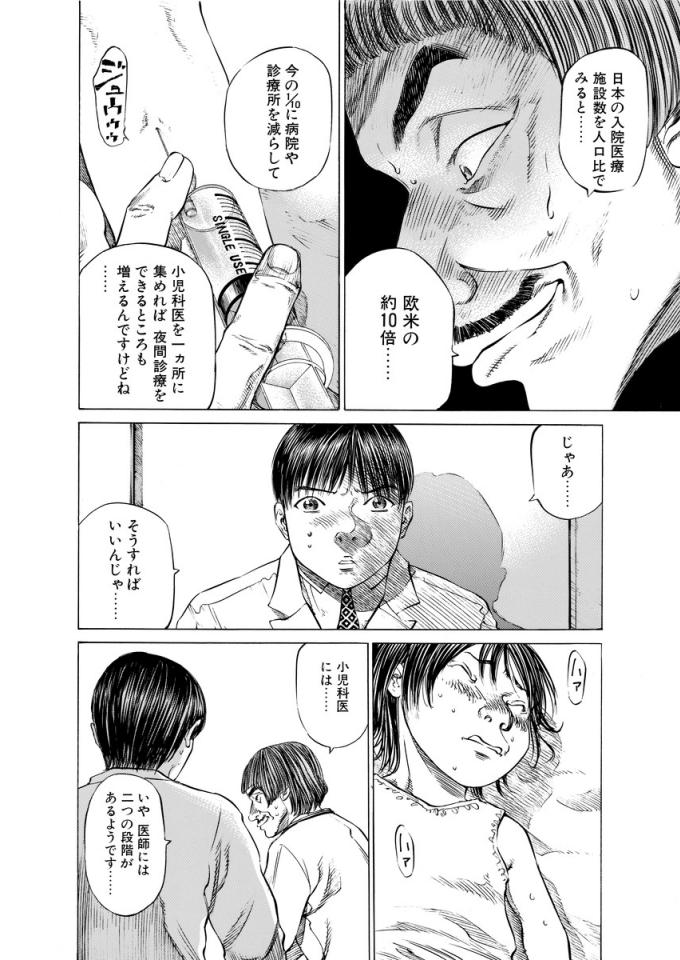 日本の入院医療
施設数を人口比で
みると……
欧米の
約10倍……
今の1/10に病院や
診療所を減らして
ジュウゥゥ
SINGLE USE
小児科医を一ヵ所に
集めれば 夜間診療を
できるところも
増えるんですけどね
……
じゃあ……
そうすれば
いいんじゃ
……
ハァ
ハァ
小児科医
には……
いや 医師には
二つの段階が
あるようです……